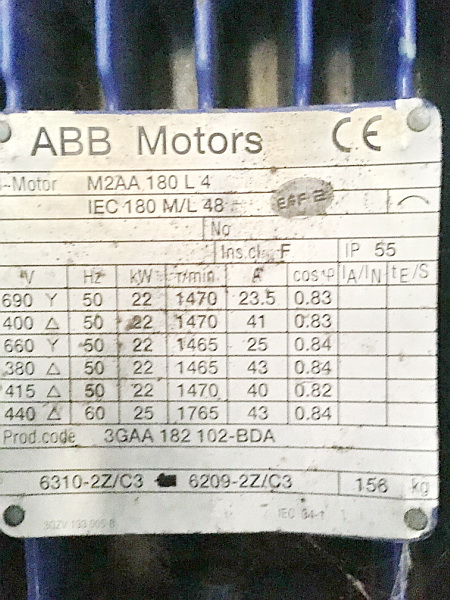 ABB Motors CE
~Motor M2AA 180 L 4
IEC 180 M/L 48 EFF 2
No
Ins.cl. F IP 55
V Hz kW r/min A cosφ IA/IN tE/S
690 Y 50 22 1470 23.5 0.83
400 Δ 50 22 1470 41 0.83
660 Y 50 22 1465 25 0.84
380 Δ 50 22 1465 43 0.84
415 Δ 50 22 1470 40 0.82
440 Δ 60 25 1765 43 0.84
Prod.code 3GAA 182 102-BDA
6310-2Z/C3 6209-2Z/C3 156 kg
IEC 34-1